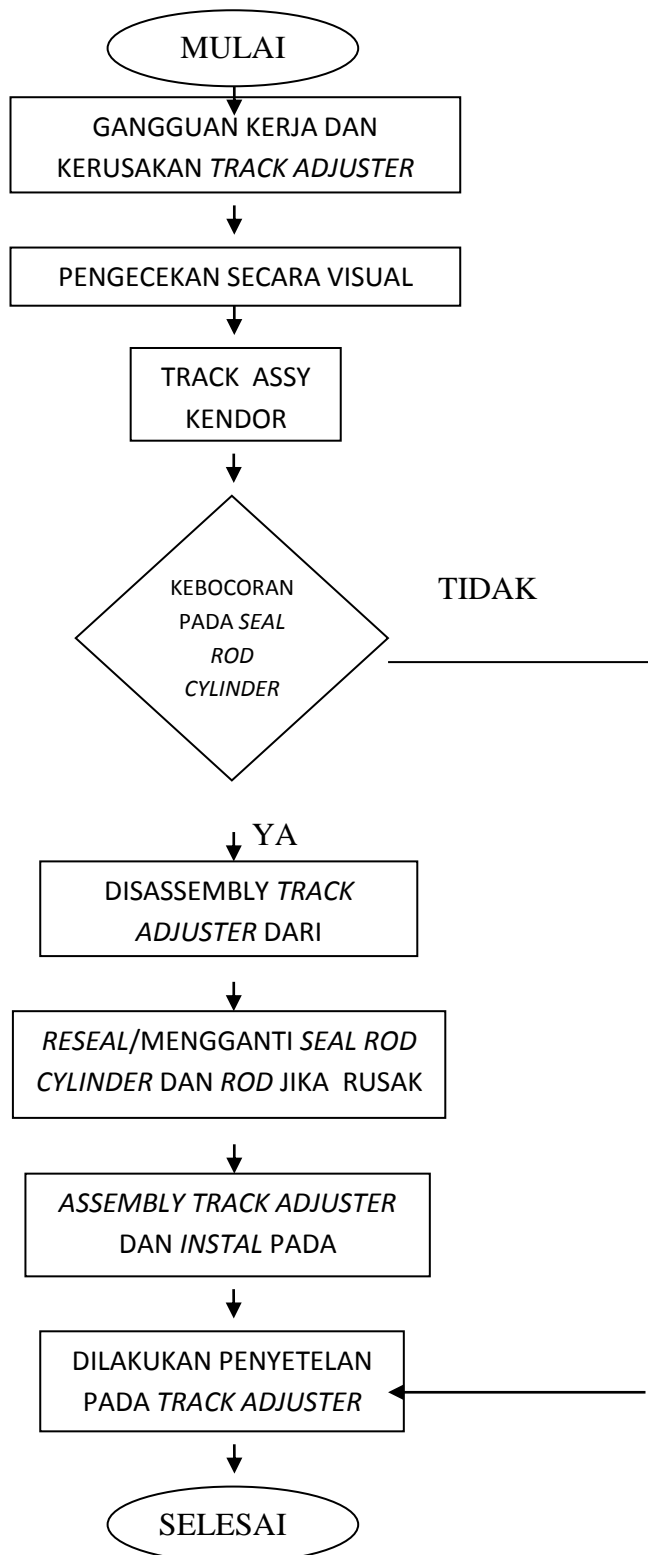 MULAI
GANGGUAN KERJA DAN
KERUSAKAN TRACK ADJUSTER
PENGECEKAN SECARA VISUAL
TRACK ASSY
KENDOR
KEBOCORAN
PADA SEAL
ROD
CYLINDER
TIDAK
YA
DISASSEMBLY TRACK
ADJUSTER DARI
RESEAL/MENGGANTI SEAL ROD
CYLINDER DAN ROD JIKA RUSAK
ASSEMBLY TRACK ADJUSTER
DAN INSTAL PADA
DILAKUKAN PENYETELAN
PADA TRACK ADJUSTER
SELESAI